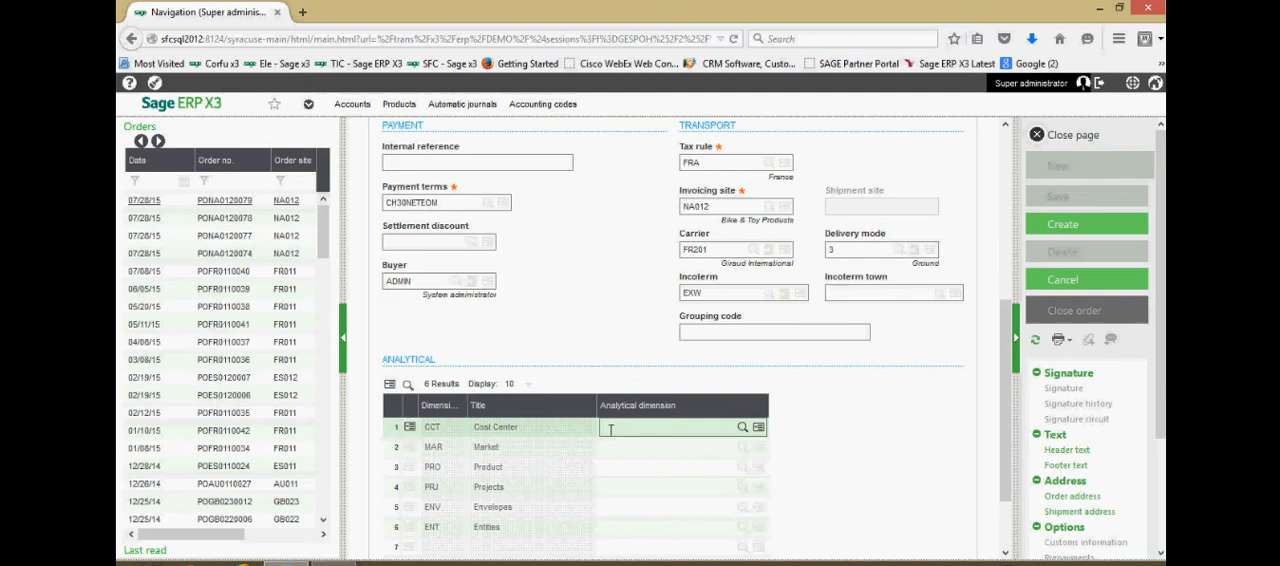 Navigation (Super adminis...
sfcsql2012:8124/syracuse-main/html/main.html?url=%2Ftrans%2Fx3%2Ferp%2FDEMO%2F%24sessions%3Ff%3DGESPOH%252F2%252F
Search
Most Visited Corfu x3 Ele - Sage x3 TIC - Sage ERP X3 SFC - Sage x3 Getting Started Cisco WebEx Web Con... CRM Software, Custo... SAGE Partner Portal Sage ERP X3 Latest Google (2)
Super administrator
Sage ERP X3 Accounts Products Automatic journals Accounting codes
Orders
Date Order no. Order site
07/28/15 PONA0120079 NA012
07/28/15 PONA0120078 NA012
07/28/15 PONA0120077 NA012
07/28/15 PONA0120074 NA012
07/08/15 POFR0110040 FR011
06/05/15 POFR0110039 FR011
05/20/15 POFR0110038 FR011
05/11/15 POFR0110041 FR011
04/08/15 POFR0110037 FR011
03/08/15 POFR0110036 FR011
02/19/15 POES0120007 ES012
02/19/15 POES0120006 ES012
02/12/15 POFR0110035 FR011
01/10/15 POFR0110042 FR011
01/08/15 POFR0110034 FR011
12/28/14 POES0110024 ES011
12/26/14 POAU0110027 AU011
12/25/14 POGB0230012 GB023
12/25/14 POGB0220006 GB022
Last read
PAYMENT
Internal reference
Payment terms *
CH30NETEOM
Settlement discount
Buyer
ADMIN
System administrator
TRANSPORT
Tax rule *
FRA
France
Invoicing site * Shipment site
NA012
Bike & Toy Products
Carrier Delivery mode
FR201 3
Giraud International Ground
Incoterm Incoterm town
EXW
Grouping code
ANALYTICAL
6 Results Display: 10
Dimensi... Title Analytical dimension
1 CCT Cost Center
2 MAR Market
3 PRO Product
4 PRJ Projects
5 ENV Envelopes
6 ENT Entities
7
Close page
New
Save
Create
Delete
Cancel
Close order
Signature
Signature
Signature history
Signature circuit
Text
Header text
Footer text
Address
Order address
Shipment address
Options
Customs information
Prepayments